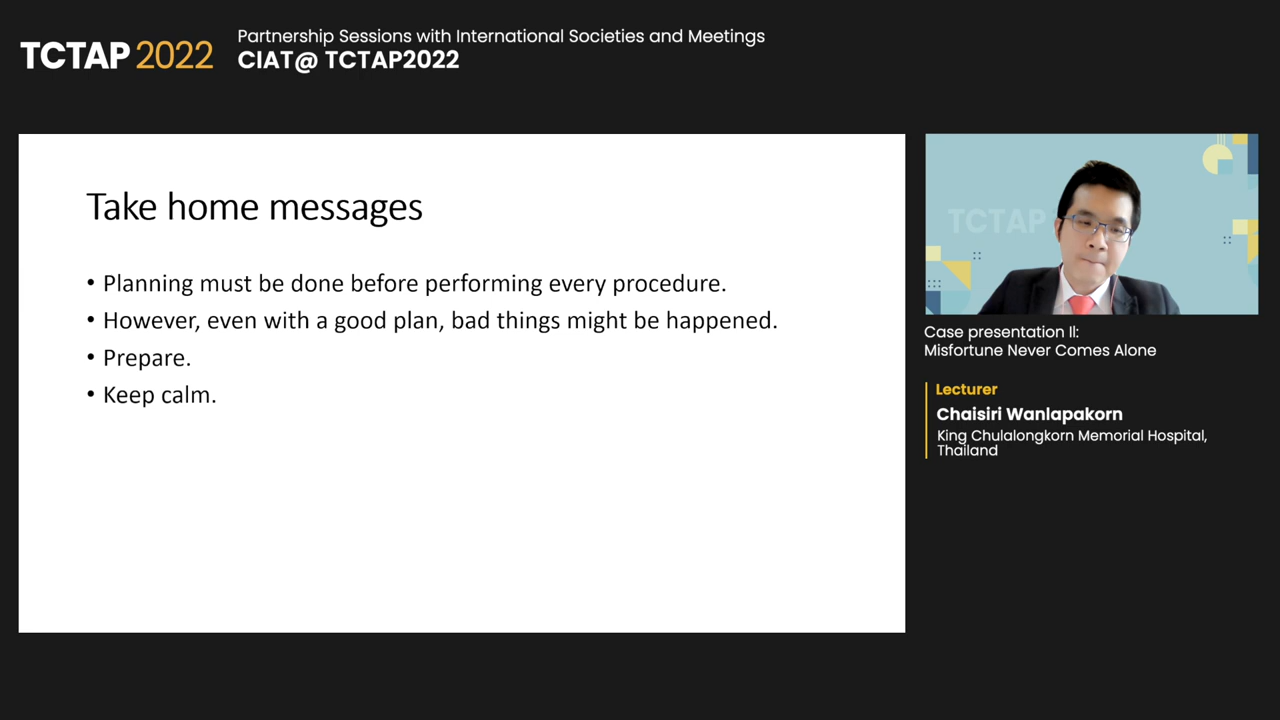 TCTAP 2022
Partnership Sessions with International Societies and Meetings
CIAT@ TCTAP2022
Take home messages
• Planning must be done before performing every procedure.
• However, even with a good plan, bad things might be happened.
• Prepare.
• Keep calm.
TCTAP
Case presentation II:
Misfortune Never Comes Alone
Lecturer
Chaisiri Wanlapakorn
King Chulalongkorn Memorial Hospital,
Thailand